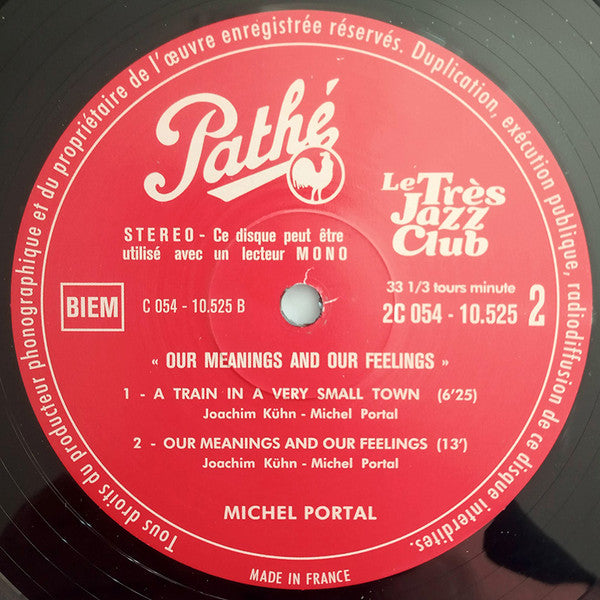 Tous droits du producteur phonographique et du propriétaire de l'œuvre enregistrée réservés. Duplication, exécution publique, radiodiffusion de ce disque interdites.
Pathé
Le Très
Jazz
Club
STEREO - Ce disque peut être
utilisé avec un lecteur MONO
33 1/3 tours minute
BIEM
C 054 - 10.525 B
2C 054 - 10.525 2
« OUR MEANINGS AND OUR FEELINGS »
1 - A TRAIN IN A VERY SMALL TOWN (6'25)
Joachim Kühn - Michel Portal
2 - OUR MEANINGS AND OUR FEELINGS (13')
Joachim Kühn - Michel Portal
MICHEL PORTAL
MADE IN FRANCE